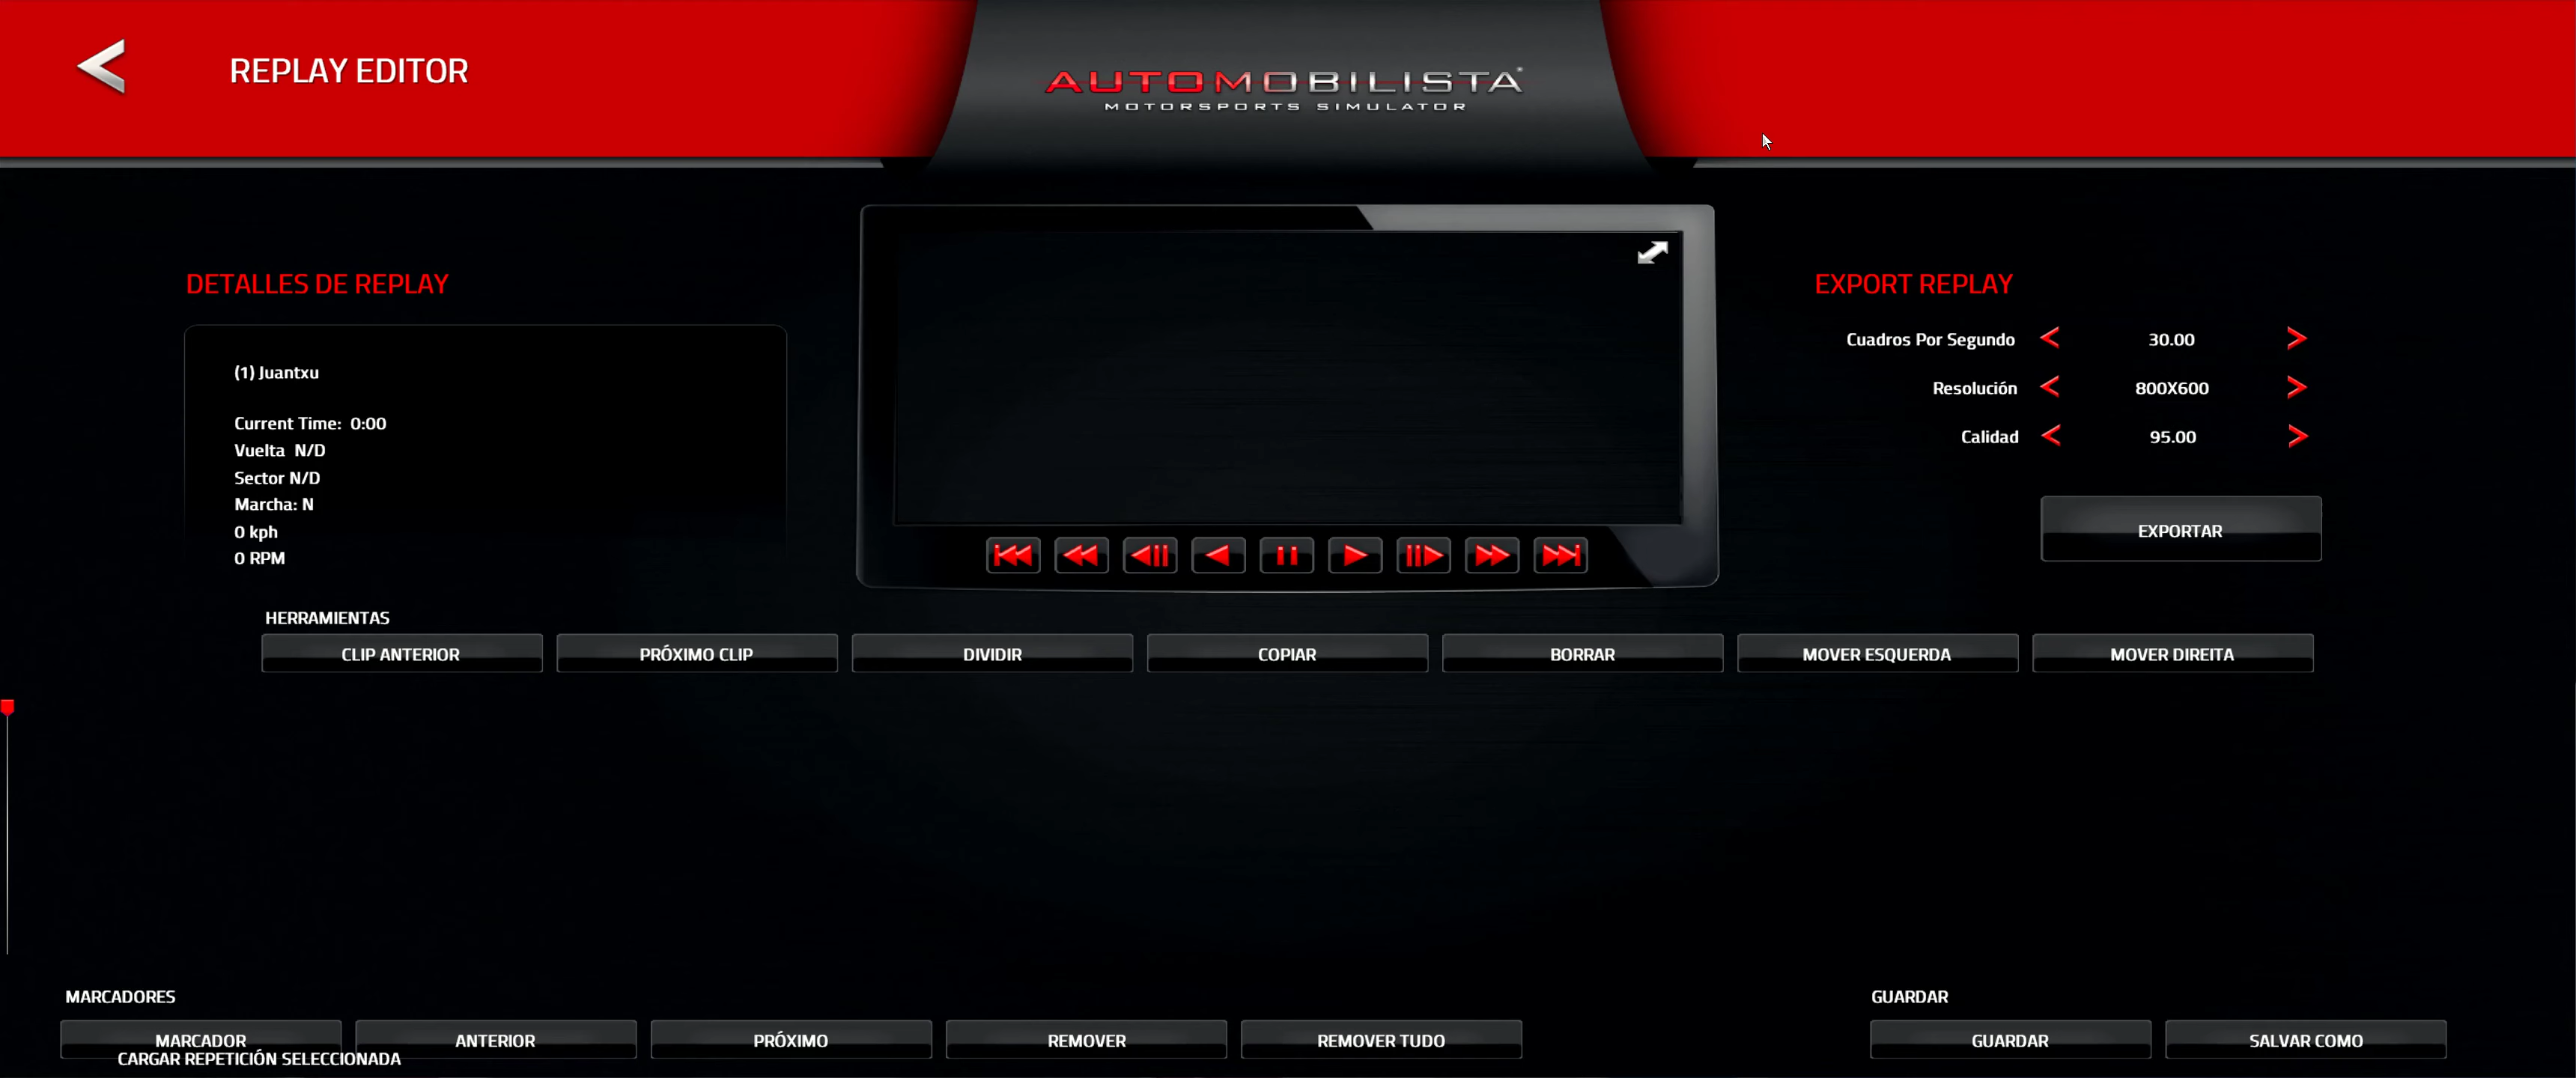 REPLAY EDITOR
AUTOMOBILISTA
MOTORSPORTS SIMULATOR
DETALLES DE REPLAY
(1) Juantxu
Current Time: 0:00
Vuelta N/D
Sector N/D
Marcha: N
0 kph
0 RPM
EXPORT REPLAY
Cuadros Por Segundo 30.00
Resolución 800X600
Calidad 95.00
EXPORTAR
HERRAMIENTAS
CLIP ANTERIOR PRÓXIMO CLIP DIVIDIR COPIAR BORRAR MOVER ESQUERDA MOVER DIREITA
MARCADORES GUARDAR
MARCADOR ANTERIOR PRÓXIMO REMOVER REMOVER TUDO GUARDAR SALVAR COMO
CARGAR REPETICIÓN SELECCIONADA